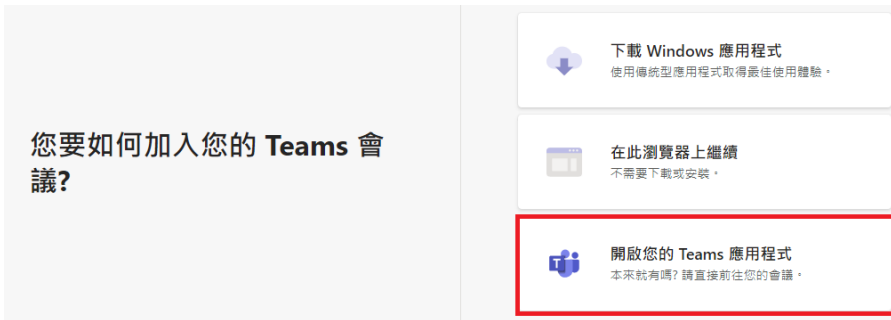 您要如何加入您的 Teams 會
議?
下載 Windows 應用程式
使用傳統型應用程式取得最佳使用體驗。
在此瀏覽器上繼續
不需要下載或安裝。
開啟您的 Teams 應用程式
本來就有嗎? 請直接前往您的會議。